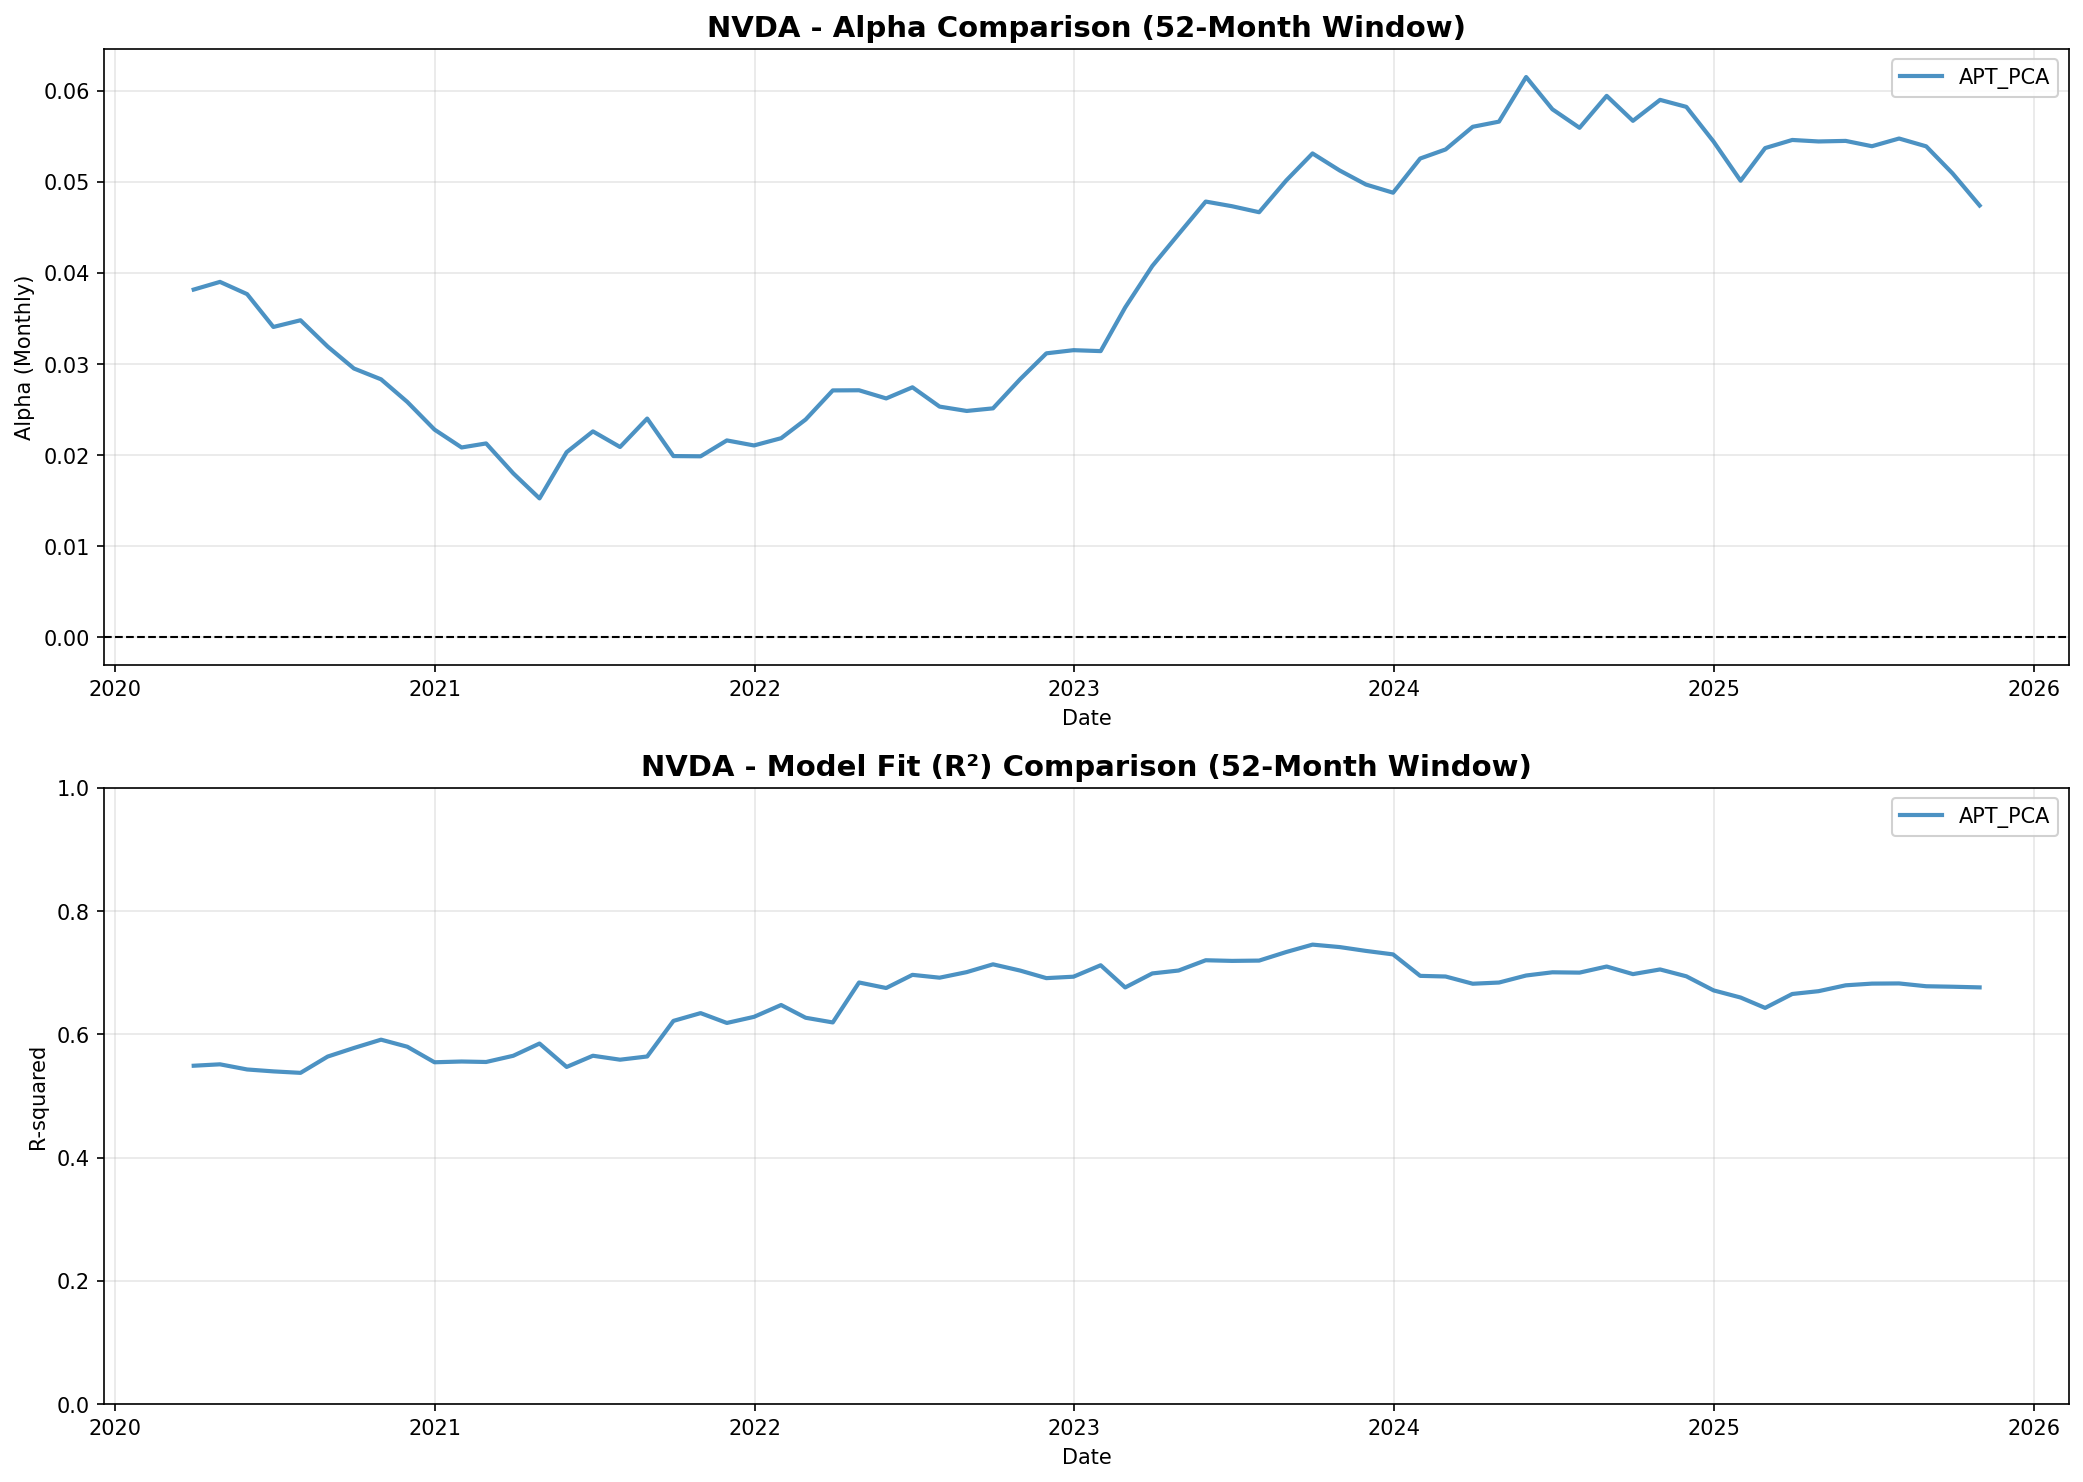 NVDA - Alpha Comparison (52-Month Window)
APT_PCA
0.06
0.05
0.04
0.03
0.02
0.01
0.00
Alpha (Monthly)
2020 2021 2022 2023 2024 2025 2026
Date
NVDA - Model Fit (R²) Comparison (52-Month Window)
APT_PCA
1.0
0.8
0.6
0.4
0.2
0.0
R-squared
2020 2021 2022 2023 2024 2025 2026
Date